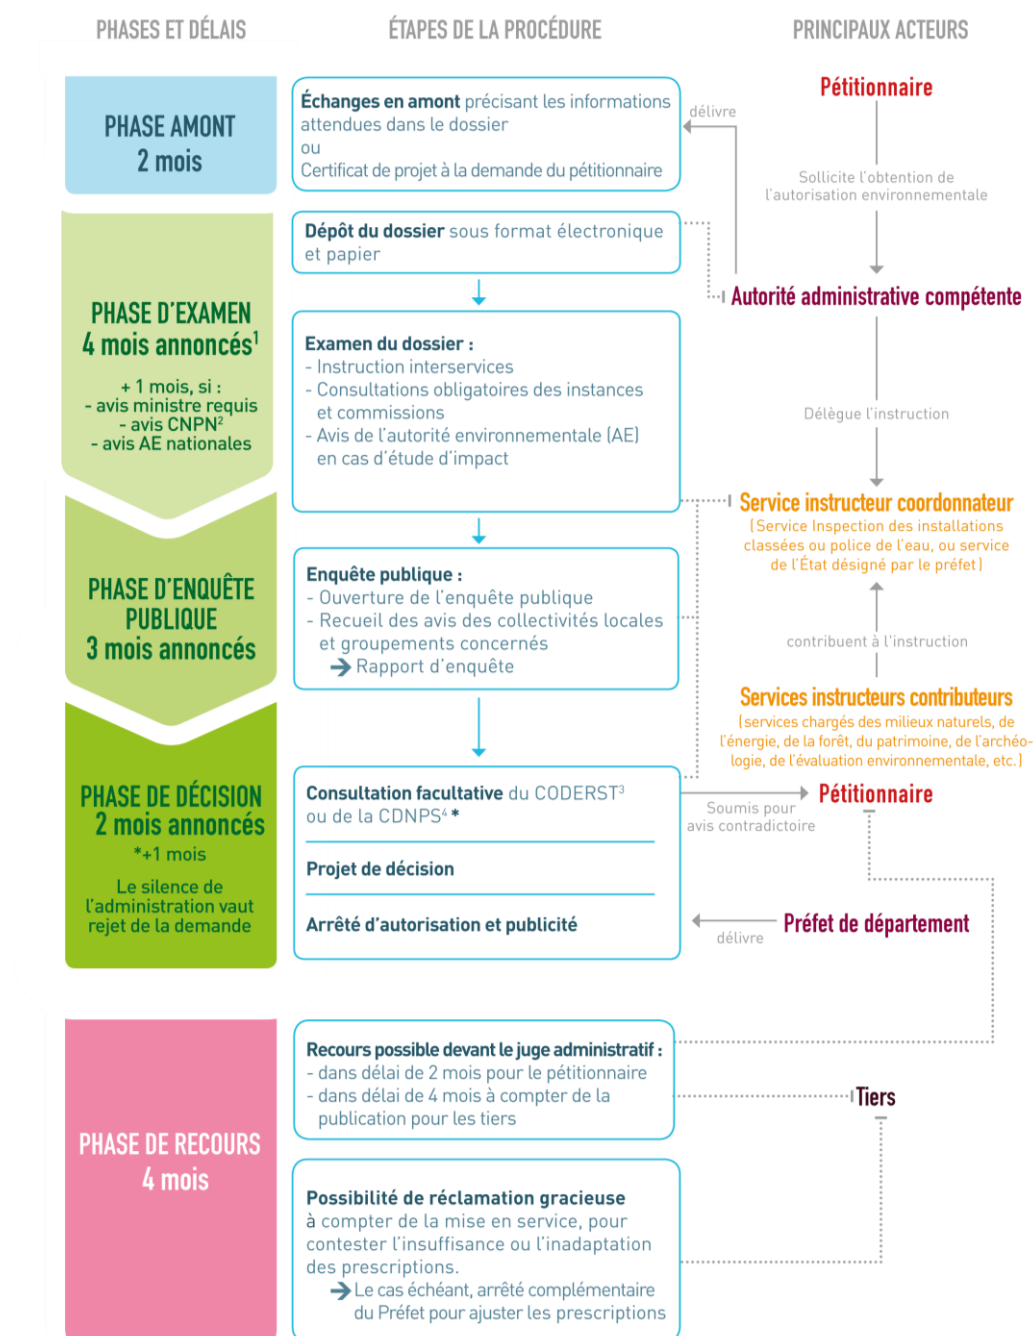 PHASES ET DÉLAIS
ÉTAPES DE LA PROCÉDURE
PRINCIPAUX ACTEURS
PHASE AMONT
2 mois
Échanges en amont précisant les informations
attendues dans le dossier
ou
Certificat de projet à la demande du pétitionnaire
délivre
Pétitionnaire
Sollicite l'obtention de
l'autorisation environnementale
Dépôt du dossier sous format électronique
et papier
Autorité administrative compétente
PHASE D'EXAMEN
4 mois annoncés¹
+ 1 mois, si :
- avis ministre requis
- avis CNPN²
- avis AE nationales
Examen du dossier :
- Instruction interservices
- Consultations obligatoires des instances
et commissions
- Avis de l'autorité environnementale (AE)
en cas d'étude d'impact
Délègue l'instruction
Service instructeur coordonnateur
(Service Inspection des installations
classées ou police de l'eau, ou service
de l'État désigné par le préfet)
PHASE D'ENQUÊTE
PUBLIQUE
3 mois annoncés
Enquête publique :
- Ouverture de l'enquête publique
- Recueil des avis des collectivités locales
et groupements concernés
➔ Rapport d'enquête
contribuent à l'instruction
Services instructeurs contributeurs
(services chargés des milieux naturels, de
l'énergie, de la forêt, du patrimoine, de l'archéo-
logie, de l'évaluation environnementale, etc.)
PHASE DE DÉCISION
2 mois annoncés
*+1 mois
Le silence de
l'administration vaut
rejet de la demande
Consultation facultative du CODERST³
ou de la CDNPS⁴ *
Projet de décision
Arrêté d'autorisation et publicité
Soumis pour
avis contradictoire
Pétitionnaire
délivre
Préfet de département
PHASE DE RECOURS
4 mois
Recours possible devant le juge administratif :
- dans délai de 2 mois pour le pétitionnaire
- dans délai de 4 mois à compter de la
publication pour les tiers
Tiers
Possibilité de réclamation gracieuse
à compter de la mise en service, pour
contester l'insuffisance ou l'inadaptation
des prescriptions.
➔ Le cas échéant, arrêté complémentaire
du Préfet pour ajuster les prescriptions